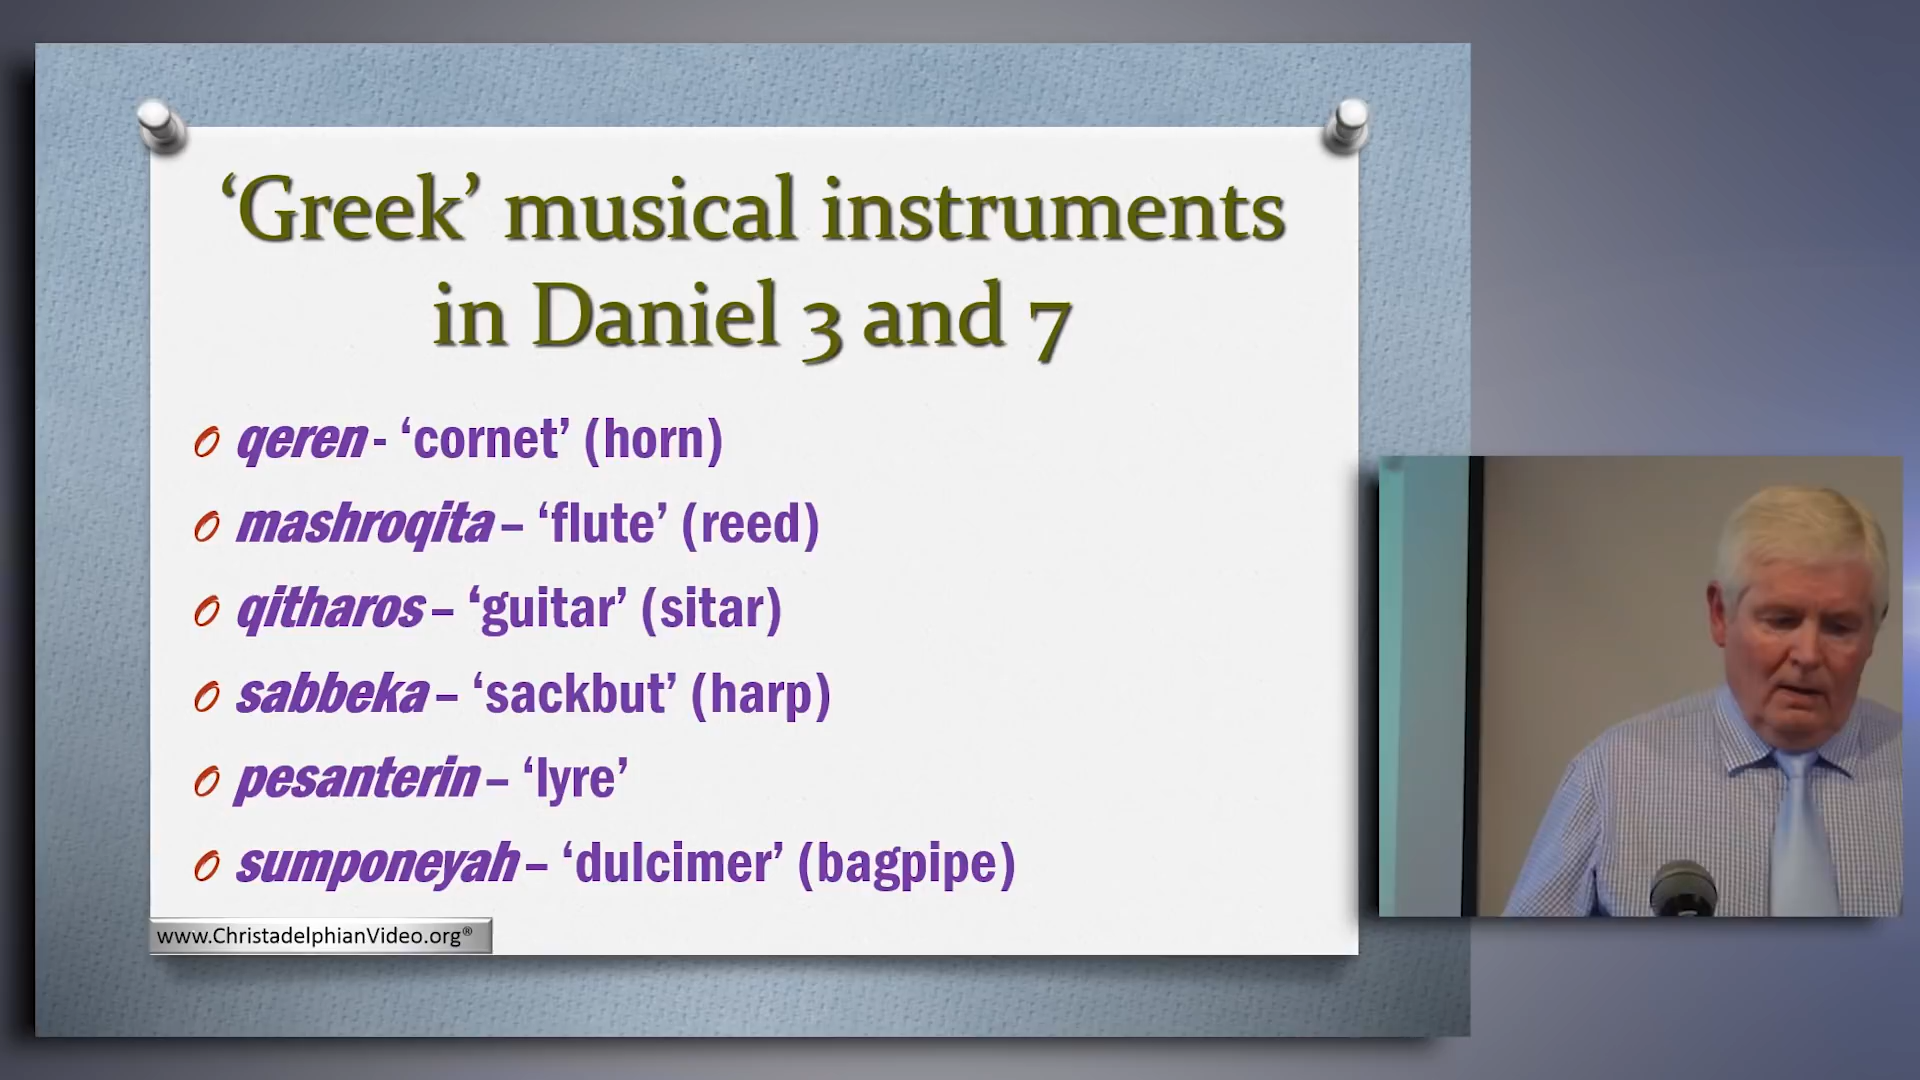 ‘Greek’ musical instruments
in Daniel 3 and 7
qeren- ‘cornet’ (horn)
mashroqita – ‘flute’ (reed)
qitharos – ‘guitar’ (sitar)
sabbeka – ‘sackbut’ (harp)
pesanterin – ‘lyre’
sumponeyah – ‘dulcimer’ (bagpipe)
www.ChristadelphianVideo.org®